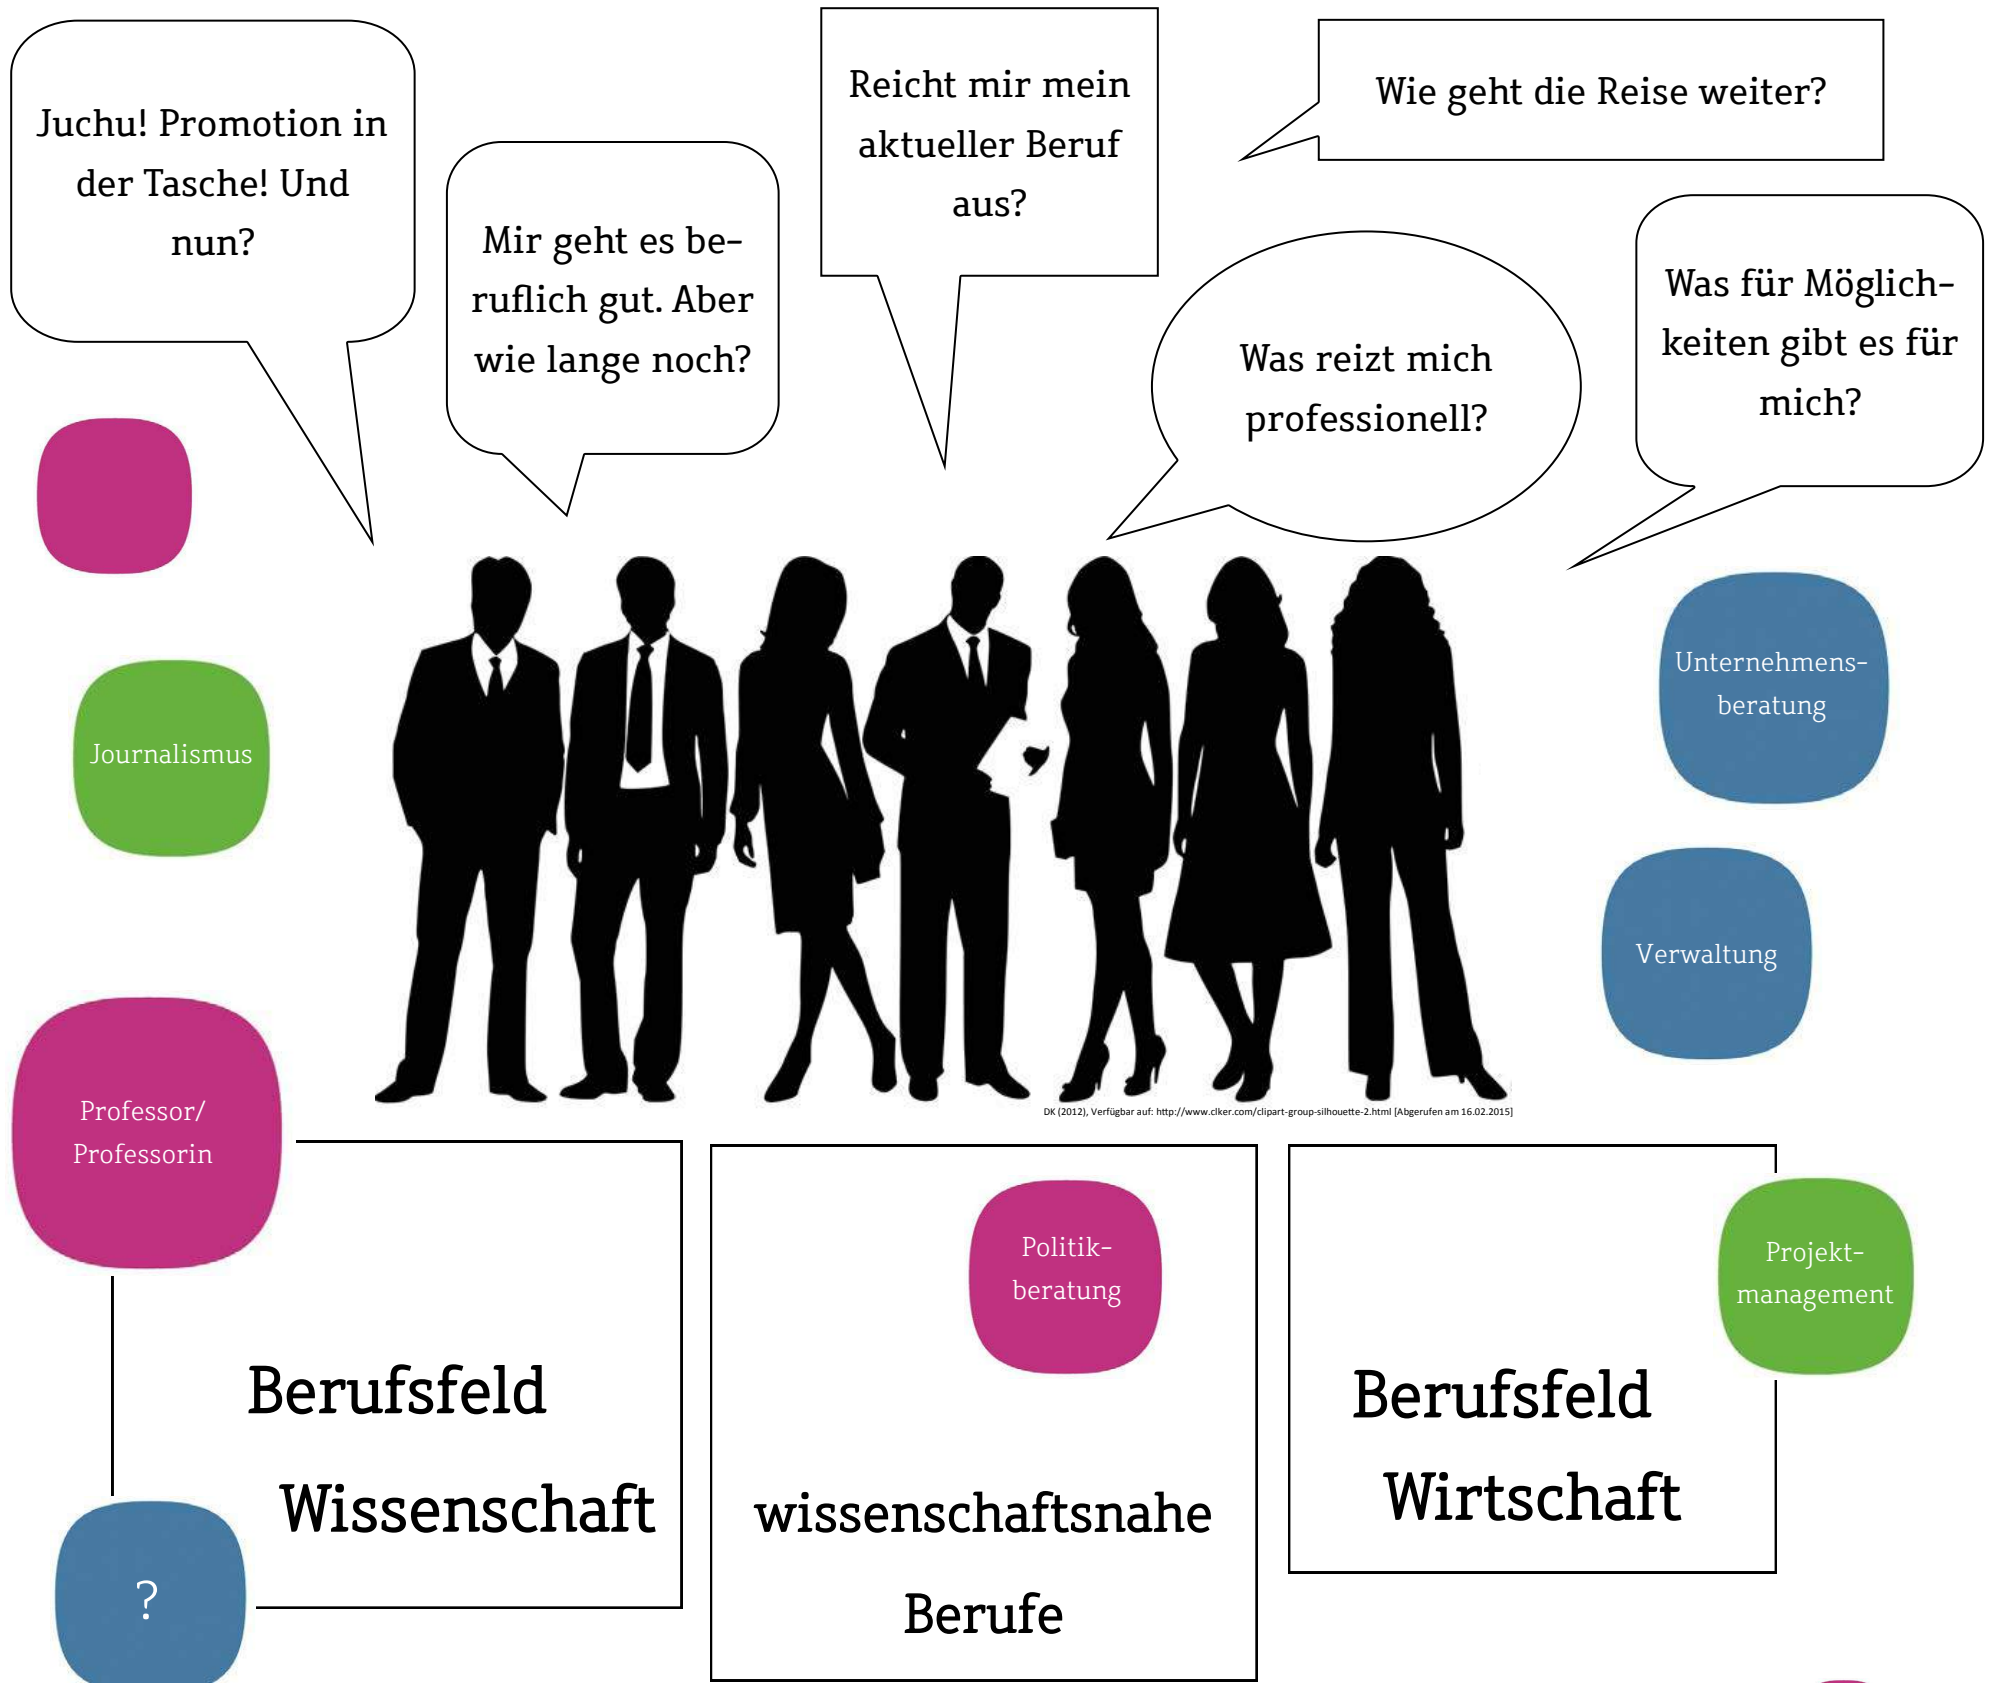 Juchu! Promotion in
der Tasche! Und
nun?
Mir geht es be-
ruflich gut. Aber
wie lange noch?
Reicht mir mein
aktueller Beruf
aus?
Wie geht die Reise weiter?
Was reizt mich
professionell?
Was für Möglich-
keiten gibt es für
mich?
Journalismus
Unternehmens-
beratung
Verwaltung
Professor/
Professorin
DK (2012), Verfügbar auf: http://www.clker.com/clipart-group-silhouette-2.html [Abgerufen am 16.02.2015]
Berufsfeld
Wissenschaft
?
Politik-
beratung
wissenschaftsnahe
Berufe
Projekt-
management
Berufsfeld
Wirtschaft